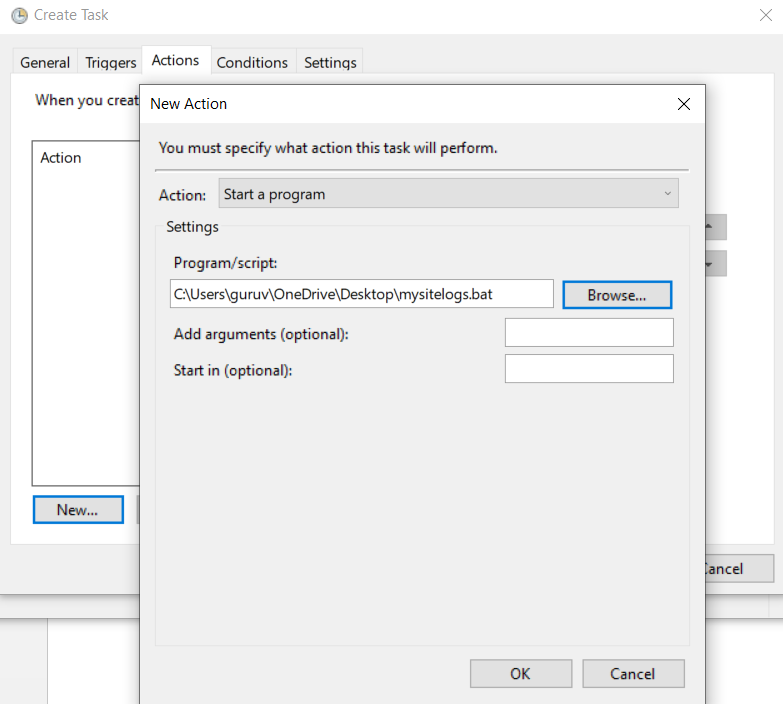 Create Task
General Triggers Actions Conditions Settings
When you creat
Action
New...
New Action
You must specify what action this task will perform.
Action: Start a program
Settings
Program/script:
C:\Users\guruv\OneDrive\Desktop\mysitelogs.bat Browse...
Add arguments (optional):
Start in (optional):
OK Cancel
Cancel